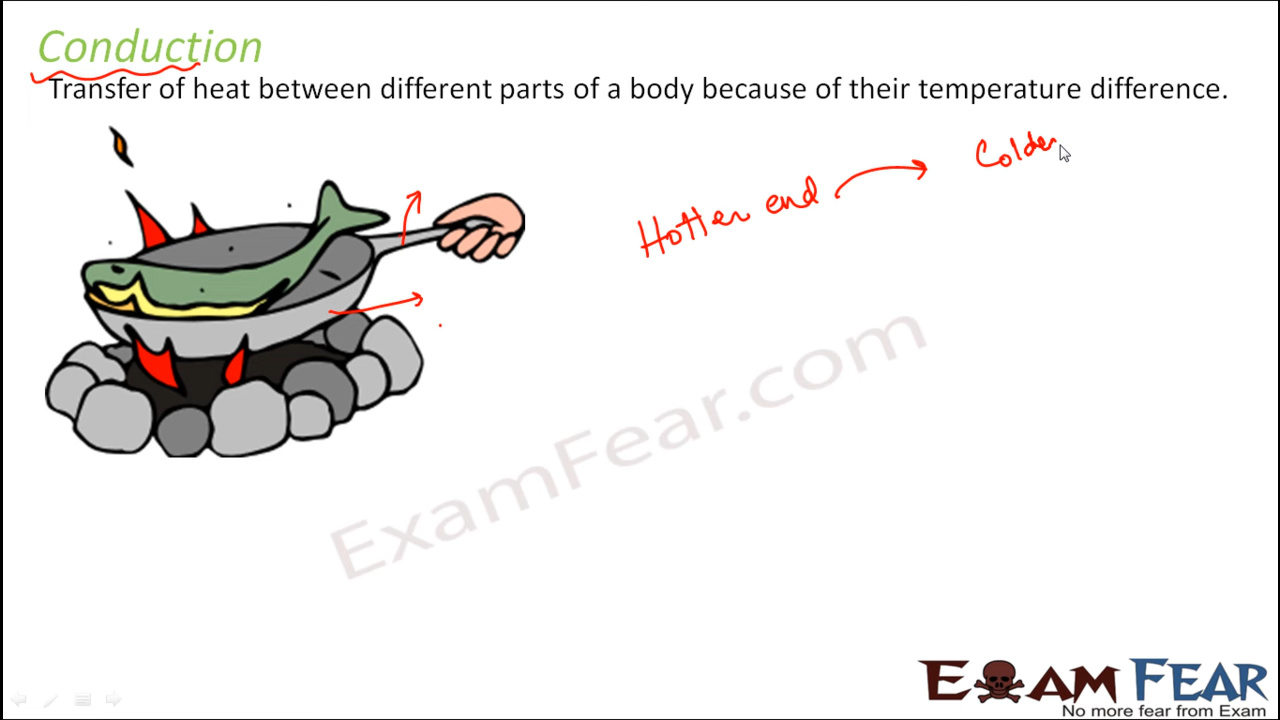 Conduction
Transfer of heat between different parts of a body because of their temperature difference.
Colder
Hotter end
ExamFear.com
EXAM FEAR
No more fear from Exam